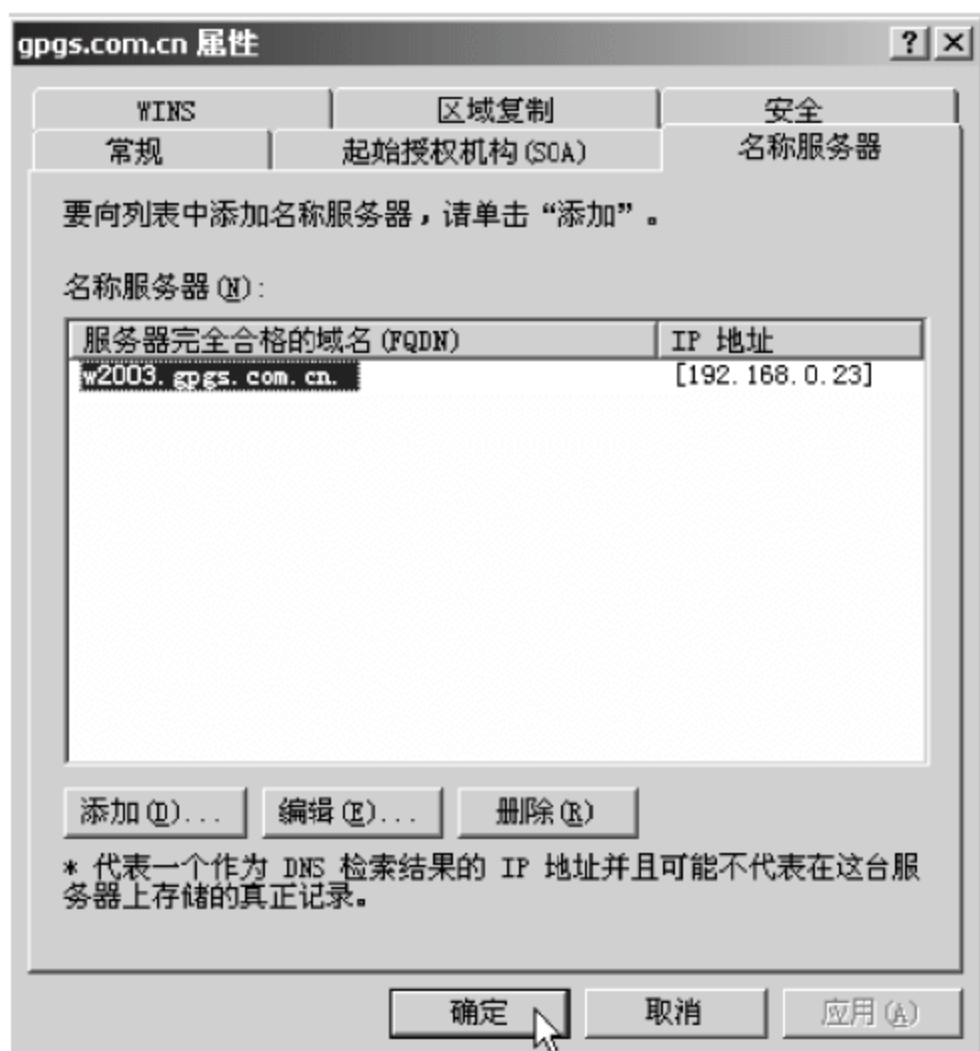 gpgs.com.cn 属性
WINS 区域复制 安全
常规 起始授权机构(SOA) 名称服务器
要向列表中添加名称服务器，请单击“添加”。
名称服务器(N):
服务器完全合格的域名(FQDN) IP 地址
w2003.gpgs.com.cn. [192.168.0.23]
添加(D)... 编辑(E)... 删除(R)
* 代表一个作为 DNS 检索结果的 IP 地址并且可能不代表在这台服
务器上存储的真正记录。
确定 取消 应用(A)